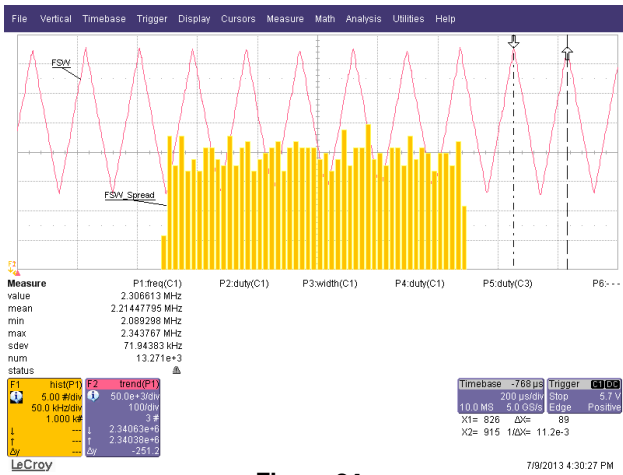 File Vertical Timebase Trigger Display Cursors Measure Math Analysis Utilities Help
FSW
FSW_Spread
F2
Measure P1:freq(C1) P2:duty(C1) P3:width(C1) P4:duty(C1) P5:duty(C3) P6:- - -
value 2.306613 MHz
mean 2.21447795 MHz
min 2.089298 MHz
max 2.343767 MHz
sdev 71.94383 kHz
num 13.271e+3
status
F1 hist(P1)
5.00 #/div
50.0 kHz/div
1.000 k#
↓ ---
↑ ---
Δy ---
F2 trend(P1)
50.0e+3/div
100/div
3 #
↓ 2.34063e+6
↑ 2.34038e+6
Δy -251.2
Timebase -768 µs
200 µs/div
10.0 MS 5.0 GS/s
Trigger C1 DC
Stop 5.7 V
Edge Positive
X1= 826 ΔX= 89
X2= 915 1/ΔX= 11.2e-3
LeCroy
7/9/2013 4:30:27 PM